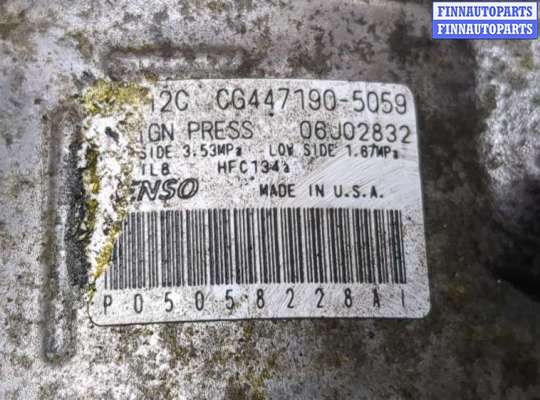 FINNAUTOPARTS
FINNAUTOPARTS
12C CG447190-5059
IGN PRESS 06J02832
SIDE 3.53MPa LOW SIDE 1.67MPa
IL8 HFC134a
ENSO MADE IN U.S.A.
P05058228AI